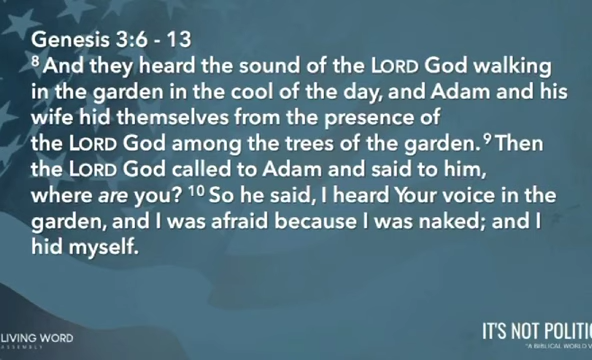 Genesis 3:6 - 13
8 And they heard the sound of the LORD God walking
in the garden in the cool of the day, and Adam and his
wife hid themselves from the presence of
the LORD God among the trees of the garden. 9 Then
the LORD God called to Adam and said to him,
where are you? 10 So he said, I heard Your voice in the
garden, and I was afraid because I was naked; and I
hid myself.
LIVING WORD
ASSEMBLY
IT'S NOT POLITIC
"A BIBLICAL WORLD V